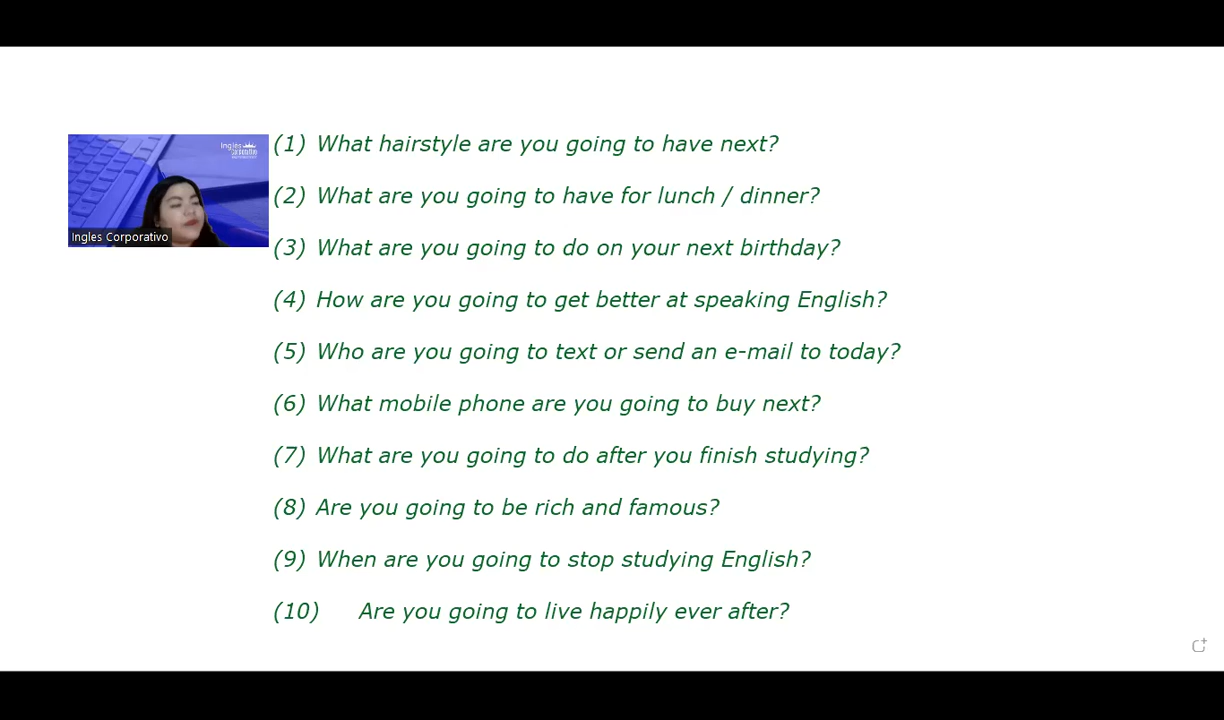 (1) What hairstyle are you going to have next?
Inglés
(2) What are you going to have for lunch / dinner?
Ingles Corporativo
(3) What are you going to do on your next birthday?
(4) How are you going to get better at speaking English?
(5) Who are you going to text or send an e-mail to today?
(6) What mobile phone are you going to buy next?
(7) What are you going to do after you finish studying?
(8) Are you going to be rich and famous?
(9) When are you going to stop studying English?
(10) Are you going to live happily ever after?